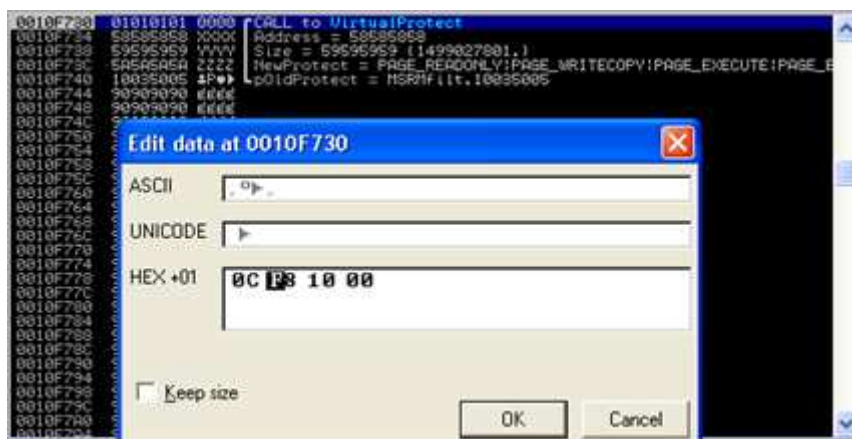 0010F730 01010101 0000 CALL to VirtualProtect
0010F734 58585858 XXXX Address = 58585858
0010F738 59595959 YYYY Size = 59595959 (1499027801.)
0010F73C 5A5A5A5A ZZZZ NewProtect = PAGE_READONLY|PAGE_WRITECOPY|PAGE_EXECUTE|PAGE_E
0010F740 10035005 pOldProtect = MSRMfilt.10035005
0010F744 90909090
0010F748 90909090
0010F74C
0010F750
0010F754
0010F758
0010F75C
0010F760
0010F764
0010F768
0010F76C
0010F770
0010F774
0010F778
0010F77C
0010F780
0010F784
0010F788
0010F78C
0010F790
0010F794
0010F798
0010F79C
0010F7A0
Edit data at 0010F730
ASCII
UNICODE
HEX +01 0C F8 10 00
Keep size
OK Cancel